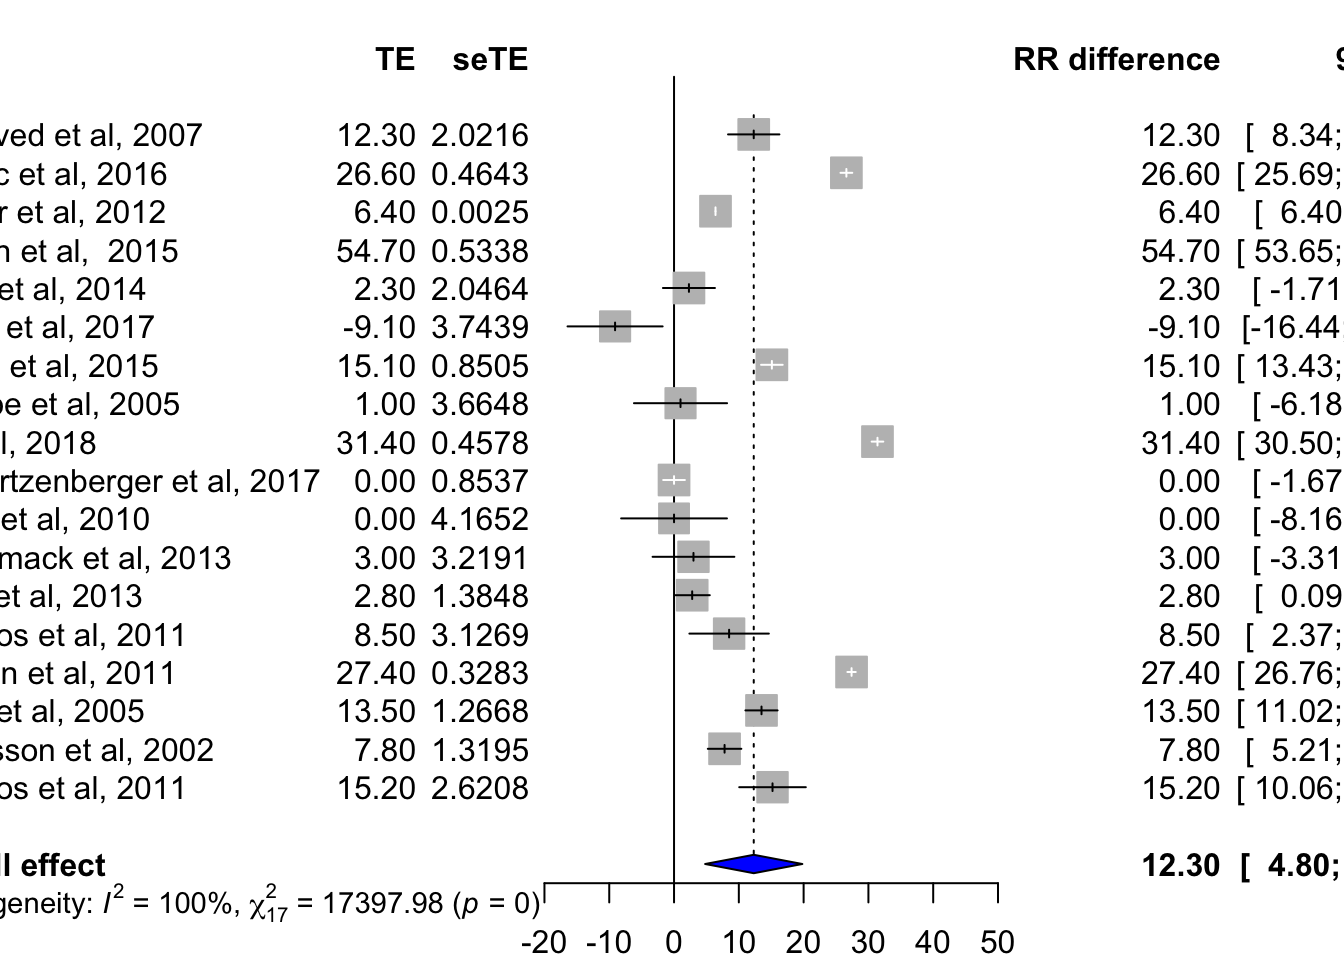 TE seTE RR difference 9
ved et al, 2007 12.30 2.0216 12.30 [ 8.34;
c et al, 2016 26.60 0.4643 26.60 [ 25.69;
r et al, 2012 6.40 0.0025 6.40 [ 6.40
n et al, 2015 54.70 0.5338 54.70 [ 53.65;
et al, 2014 2.30 2.0464 2.30 [ -1.71
et al, 2017 -9.10 3.7439 -9.10 [-16.44
et al, 2015 15.10 0.8505 15.10 [ 13.43;
pe et al, 2005 1.00 3.6648 1.00 [ -6.18
l, 2018 31.40 0.4578 31.40 [ 30.50;
rtzenberger et al, 2017 0.00 0.8537 0.00 [ -1.67
et al, 2010 0.00 4.1652 0.00 [ -8.16
mack et al, 2013 3.00 3.2191 3.00 [ -3.31
et al, 2013 2.80 1.3848 2.80 [ 0.09
os et al, 2011 8.50 3.1269 8.50 [ 2.37;
n et al, 2011 27.40 0.3283 27.40 [ 26.76;
et al, 2005 13.50 1.2668 13.50 [ 11.02;
sson et al, 2002 7.80 1.3195 7.80 [ 5.21;
os et al, 2011 15.20 2.6208 15.20 [ 10.06;
ll effect 12.30 [ 4.80;
geneity: I² = 100%, χ²₁₇ = 17397.98 (p = 0)
-20 -10 0 10 20 30 40 50